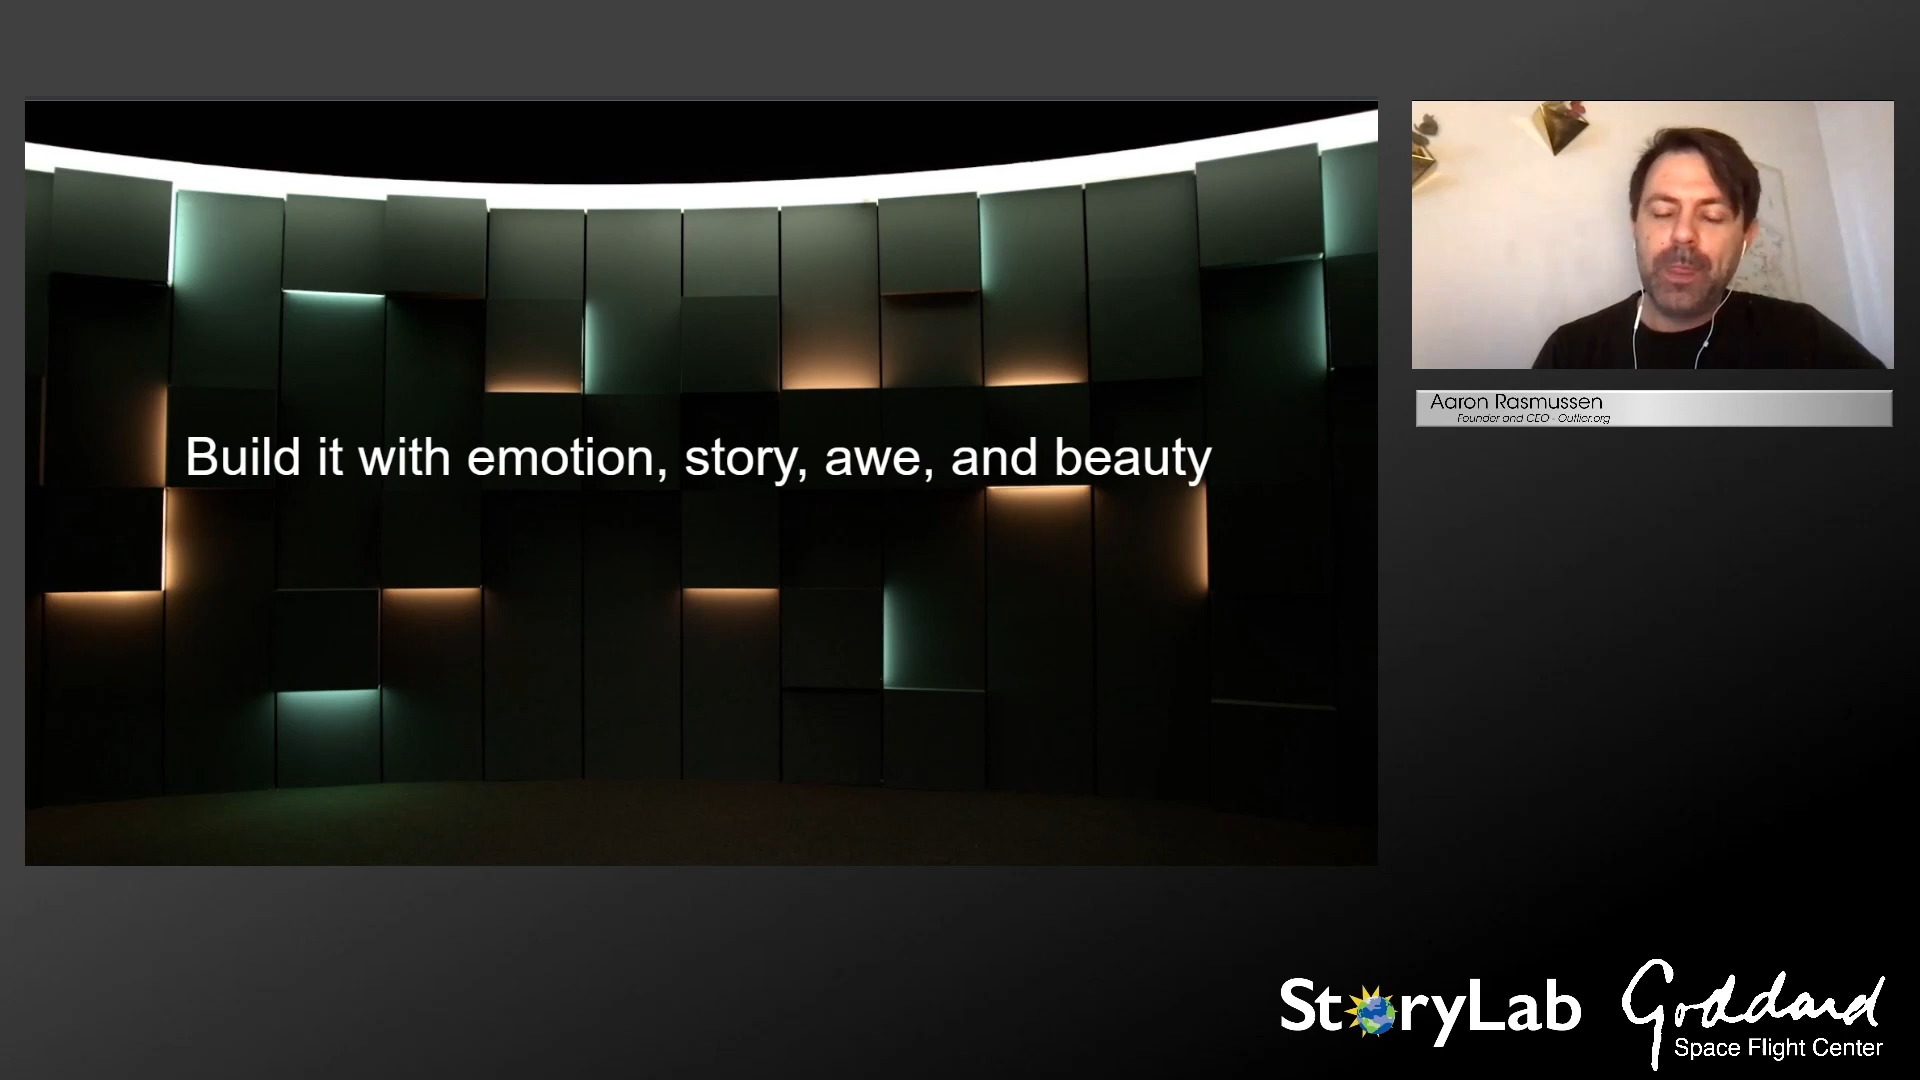 Build it with emotion, story, awe, and beauty
Aaron Rasmussen
Founder and CEO - Outlier.org
StoryLab
Goddard
Space Flight Center